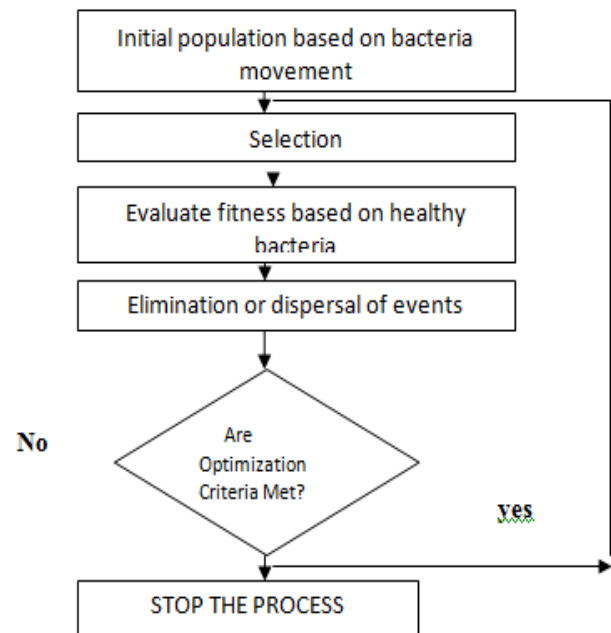 Initial population based on bacteria
movement
Selection
Evaluate fitness based on healthy
bacteria
Elimination or dispersal of events
Are
Optimization
Criteria Met?
No
yes
STOP THE PROCESS